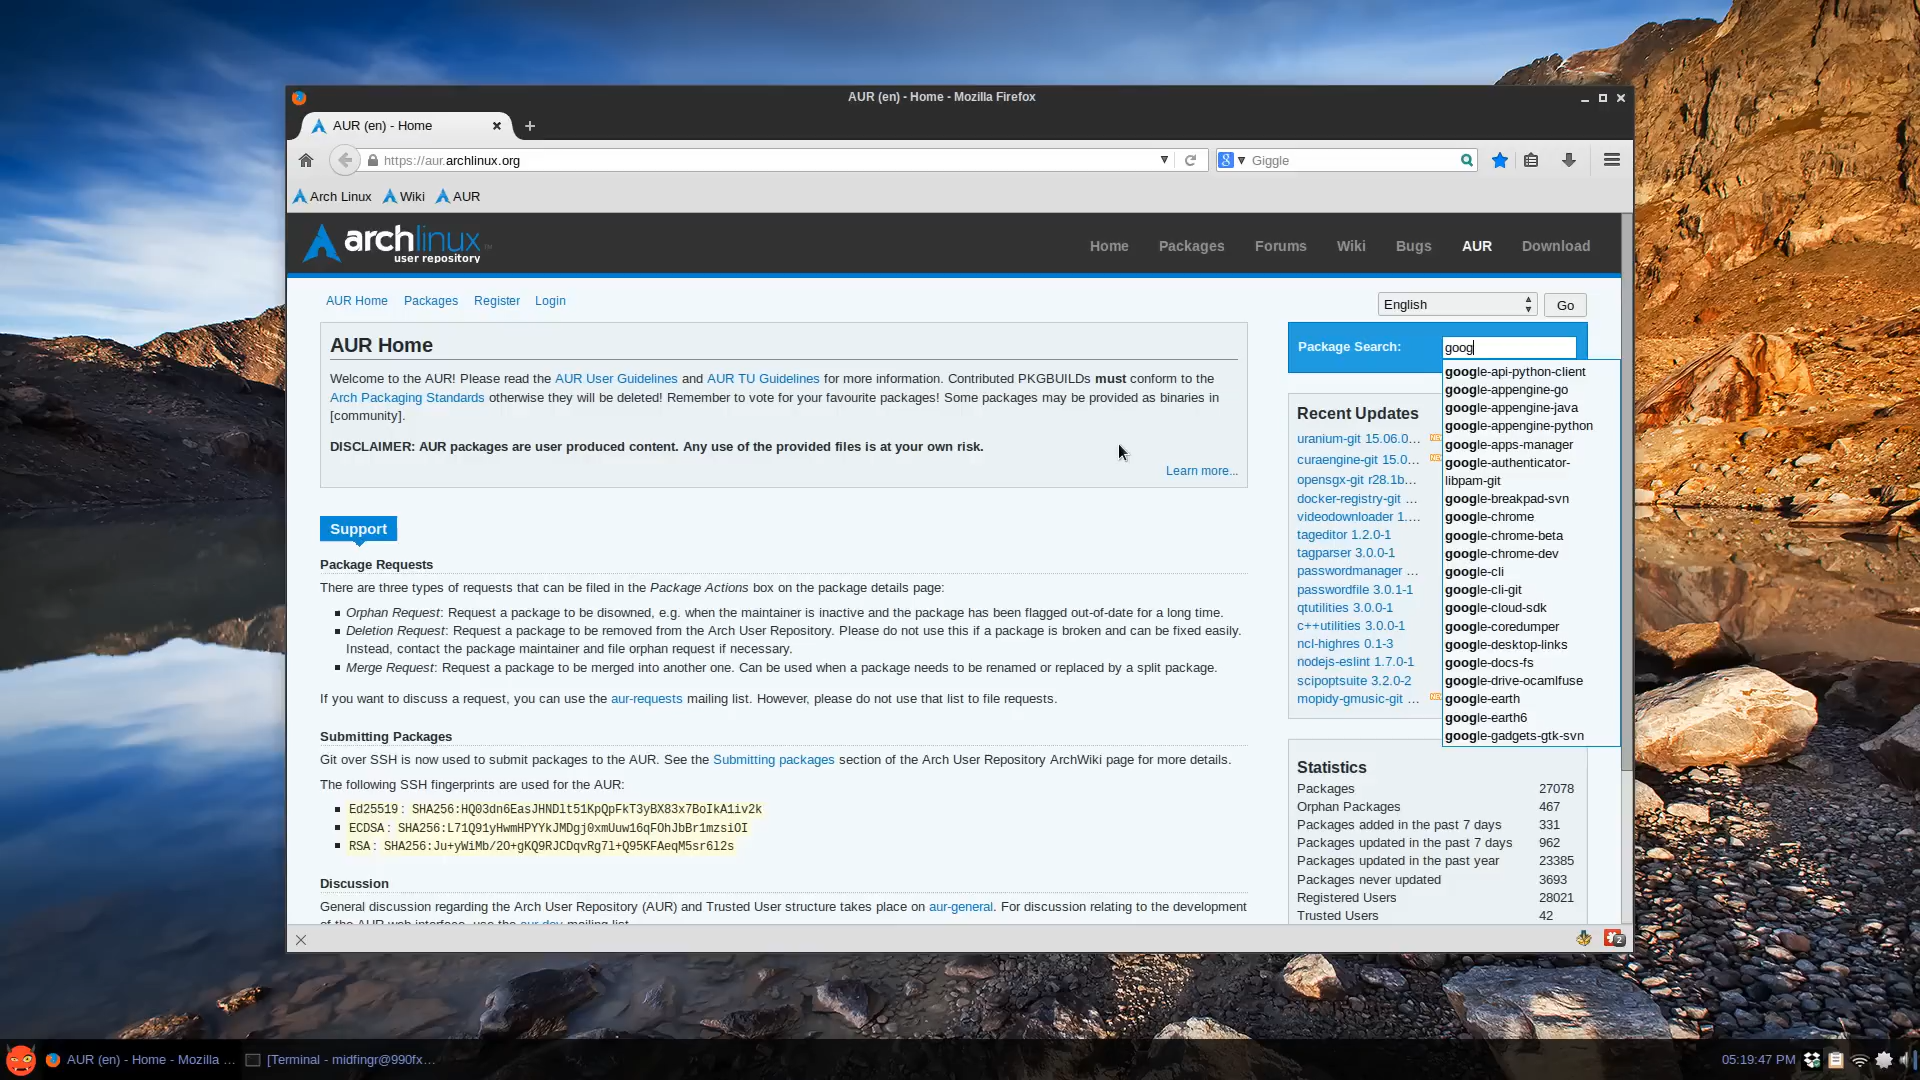 AUR (en) - Home - Mozilla Firefox
AUR (en) - Home
https://aur.archlinux.org
Giggle
Arch Linux
Wiki
AUR
archlinux
user repository
Home
Packages
Forums
Wiki
Bugs
AUR
Download
AUR Home
Packages
Register
Login
English
Go
AUR Home
Welcome to the AUR! Please read the AUR User Guidelines and AUR TU Guidelines for more information. Contributed PKGBUILDs must conform to the
Arch Packaging Standards otherwise they will be deleted! Remember to vote for your favourite packages! Some packages may be provided as binaries in
[community].
DISCLAIMER: AUR packages are user produced content. Any use of the provided files is at your own risk.
Learn more...
Support
Package Requests
There are three types of requests that can be filed in the Package Actions box on the package details page:
Orphan Request: Request a package to be disowned, e.g. when the maintainer is inactive and the package has been flagged out-of-date for a long time.
Deletion Request: Request a package to be removed from the Arch User Repository. Please do not use this if a package is broken and can be fixed easily.
Instead, contact the package maintainer and file orphan request if necessary.
Merge Request: Request a package to be merged into another one. Can be used when a package needs to be renamed or replaced by a split package.
If you want to discuss a request, you can use the aur-requests mailing list. However, please do not use that list to file requests.
Submitting Packages
Git over SSH is now used to submit packages to the AUR. See the Submitting packages section of the Arch User Repository ArchWiki page for more details.
The following SSH fingerprints are used for the AUR:
Ed25519: SHA256:HQ03dn6EasJHNDlt51KpQpFkT3yBX83x7BoIkA1iv2k
ECDSA: SHA256:L71Q91yHwmHPYYkJMDgj0xmUuw16qFOhJbBr1mzsiOI
RSA: SHA256:Ju+yWiMb/2O+gKQ9RJCDqvRg7l+Q95KFAeqM5sr6l2s
Discussion
General discussion regarding the Arch User Repository (AUR) and Trusted User structure takes place on aur-general. For discussion relating to the development
of the AUR web interface, use the aur-dev mailing list.
Package Search:
goog
google-api-python-client
google-appengine-go
google-appengine-java
google-appengine-python
google-apps-manager
google-authenticator-
libpam-git
google-breakpad-svn
google-chrome
google-chrome-beta
google-chrome-dev
google-cli
google-cli-git
google-cloud-sdk
google-coredumper
google-desktop-links
google-docs-fs
google-drive-ocamlfuse
google-earth
google-earth6
google-gadgets-gtk-svn
Recent Updates
uranium-git 15.06.0...
curaengine-git 15.0...
opensgx-git r28.1b...
docker-registry-git ...
videodownloader 1....
tageditor 1.2.0-1
tagparser 3.0.0-1
passwordmanager ...
passwordfile 3.0.1-1
qtutilities 3.0.0-1
c++utilities 3.0.0-1
ncl-highres 0.1-3
nodejs-eslint 1.7.0-1
scipoptsuite 3.2.0-2
mopidy-gmusic-git ...
Statistics
Packages 27078
Orphan Packages 467
Packages added in the past 7 days 331
Packages updated in the past 7 days 962
Packages updated in the past year 23385
Packages never updated 3693
Registered Users 28021
Trusted Users 42
2
AUR (en) - Home - Mozilla ...
[Terminal - midfingr@990fx...
05:19:47 PM